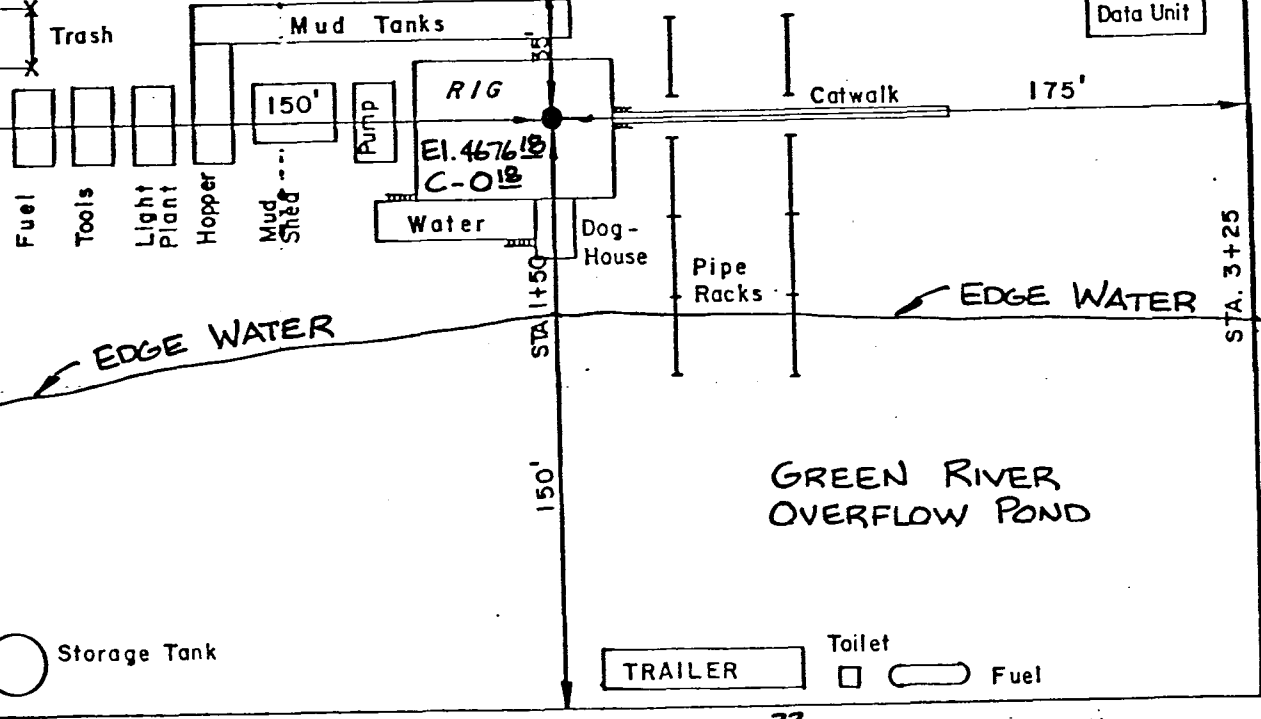 Data Unit
Trash
Mud Tanks
35'
RIG
Catwalk
175'
150'
Pump
El. 4676 18
C-0 18
Fuel
Tools
Light
Plant
Hopper
Mud
Shed
Water
Dog-
House
STA 1+50
Pipe
Racks
STA. 3+25
EDGE WATER
EDGE WATER
150'
GREEN RIVER
OVERFLOW POND
Storage Tank
TRAILER
Toilet
Fuel